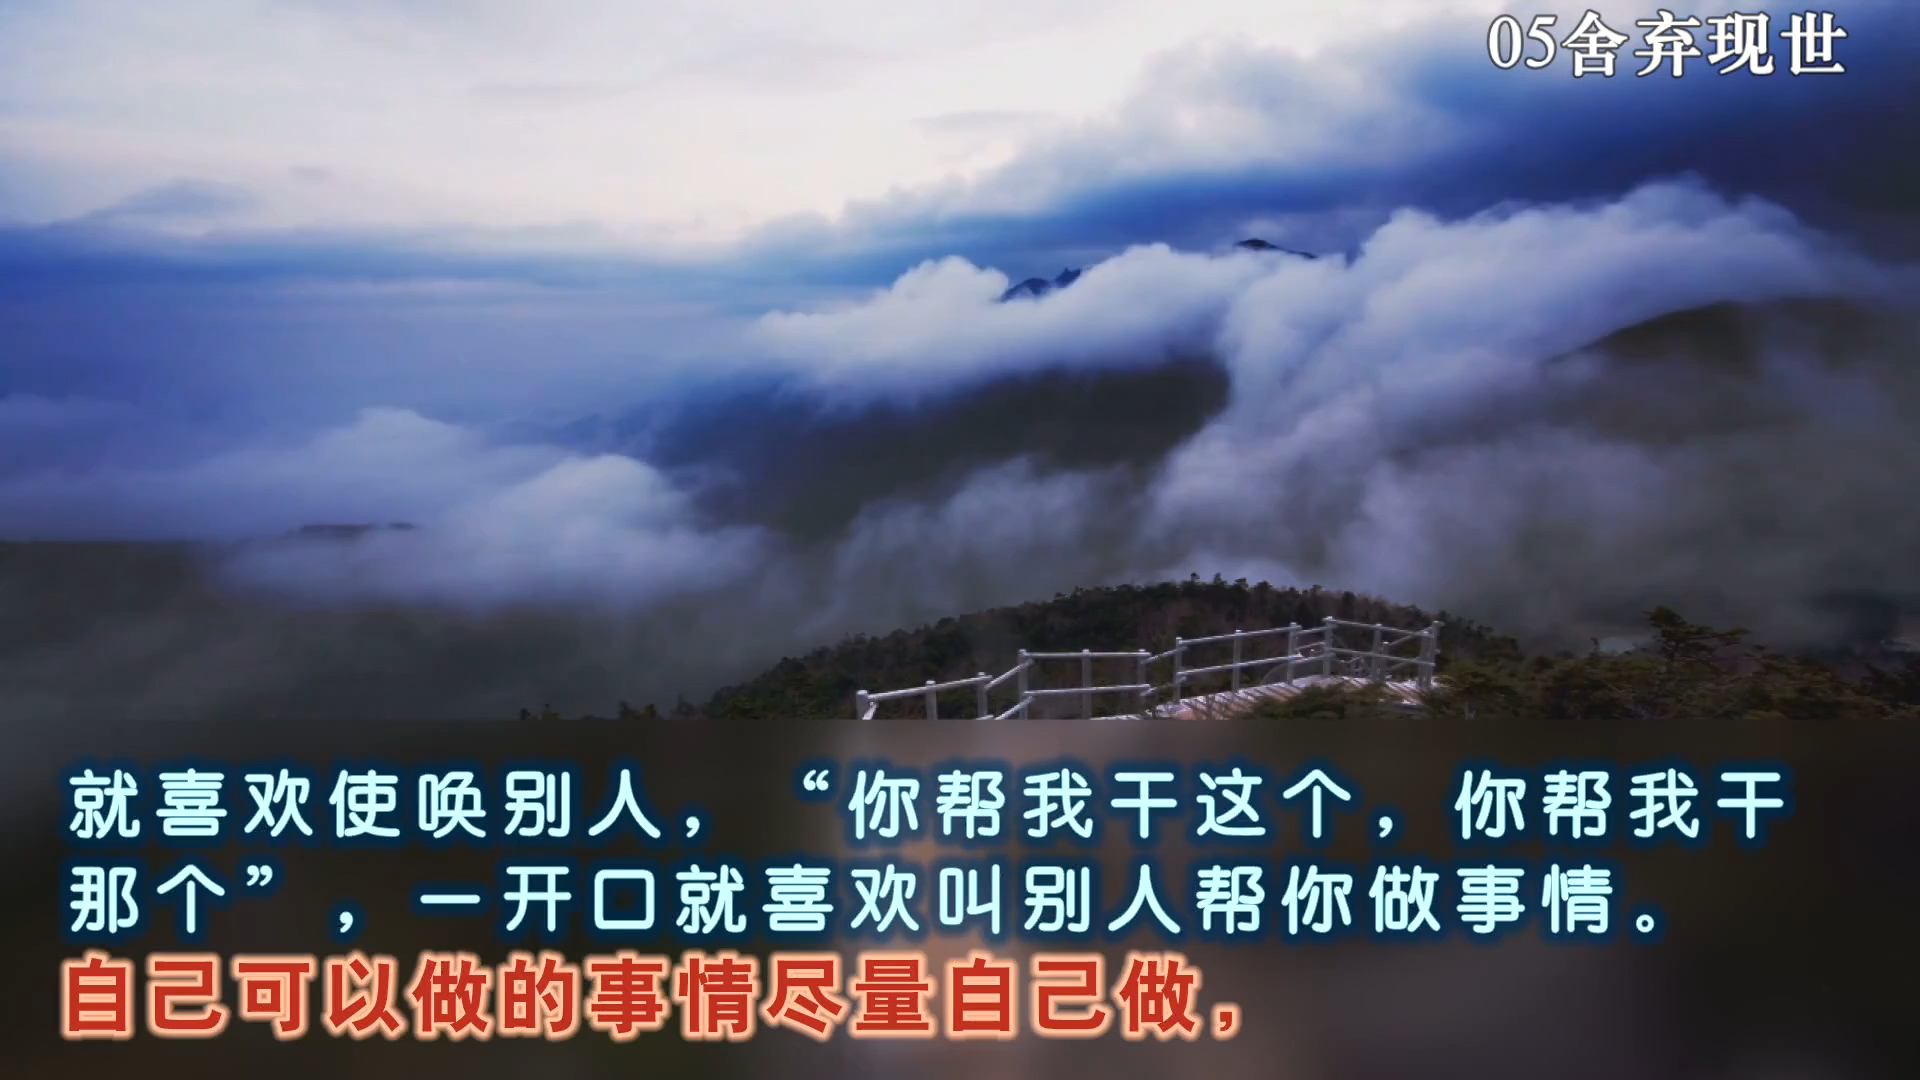 05舍弃现世
就喜欢使唤别人，“你帮我干这个，你帮我干
那个”，一开口就喜欢叫别人帮你做事情。
自己可以做的事情尽量自己做，